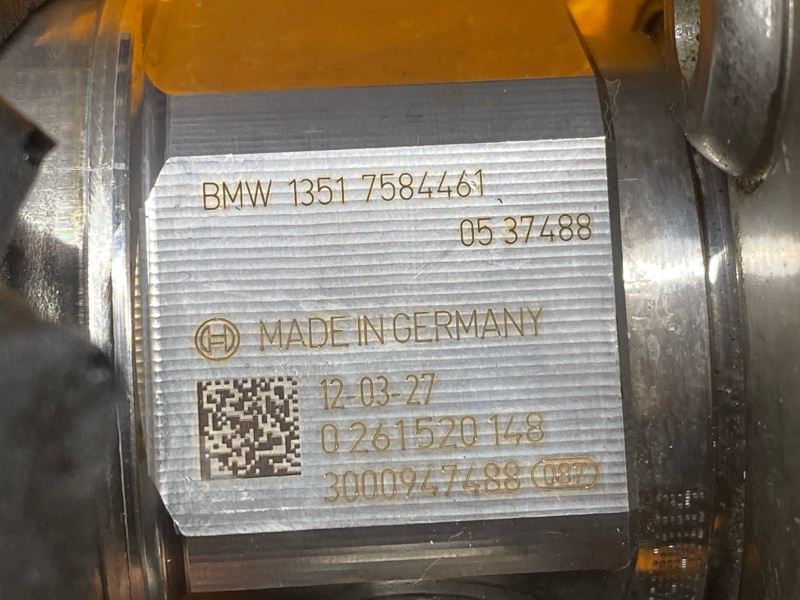 BMW 1351 7584461
05 37488
MADE IN GERMANY
12-03-27
0 261 520 148
3000947488 087